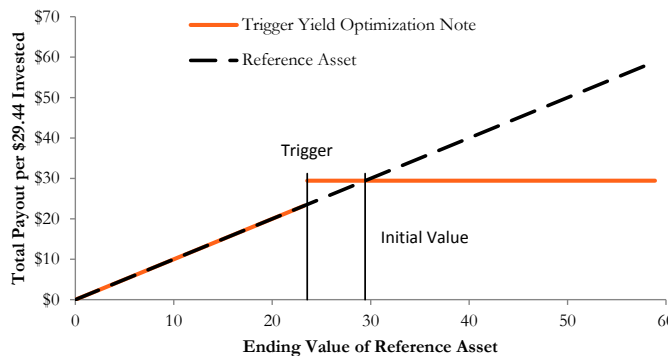 Trigger Yield Optimization Note
Reference Asset
Total Payout per $29.44 Invested
$70
$60
$50
$40
$30
$20
$10
$0
Trigger
Initial Value
0 10 20 30 40 50 60
Ending Value of Reference Asset